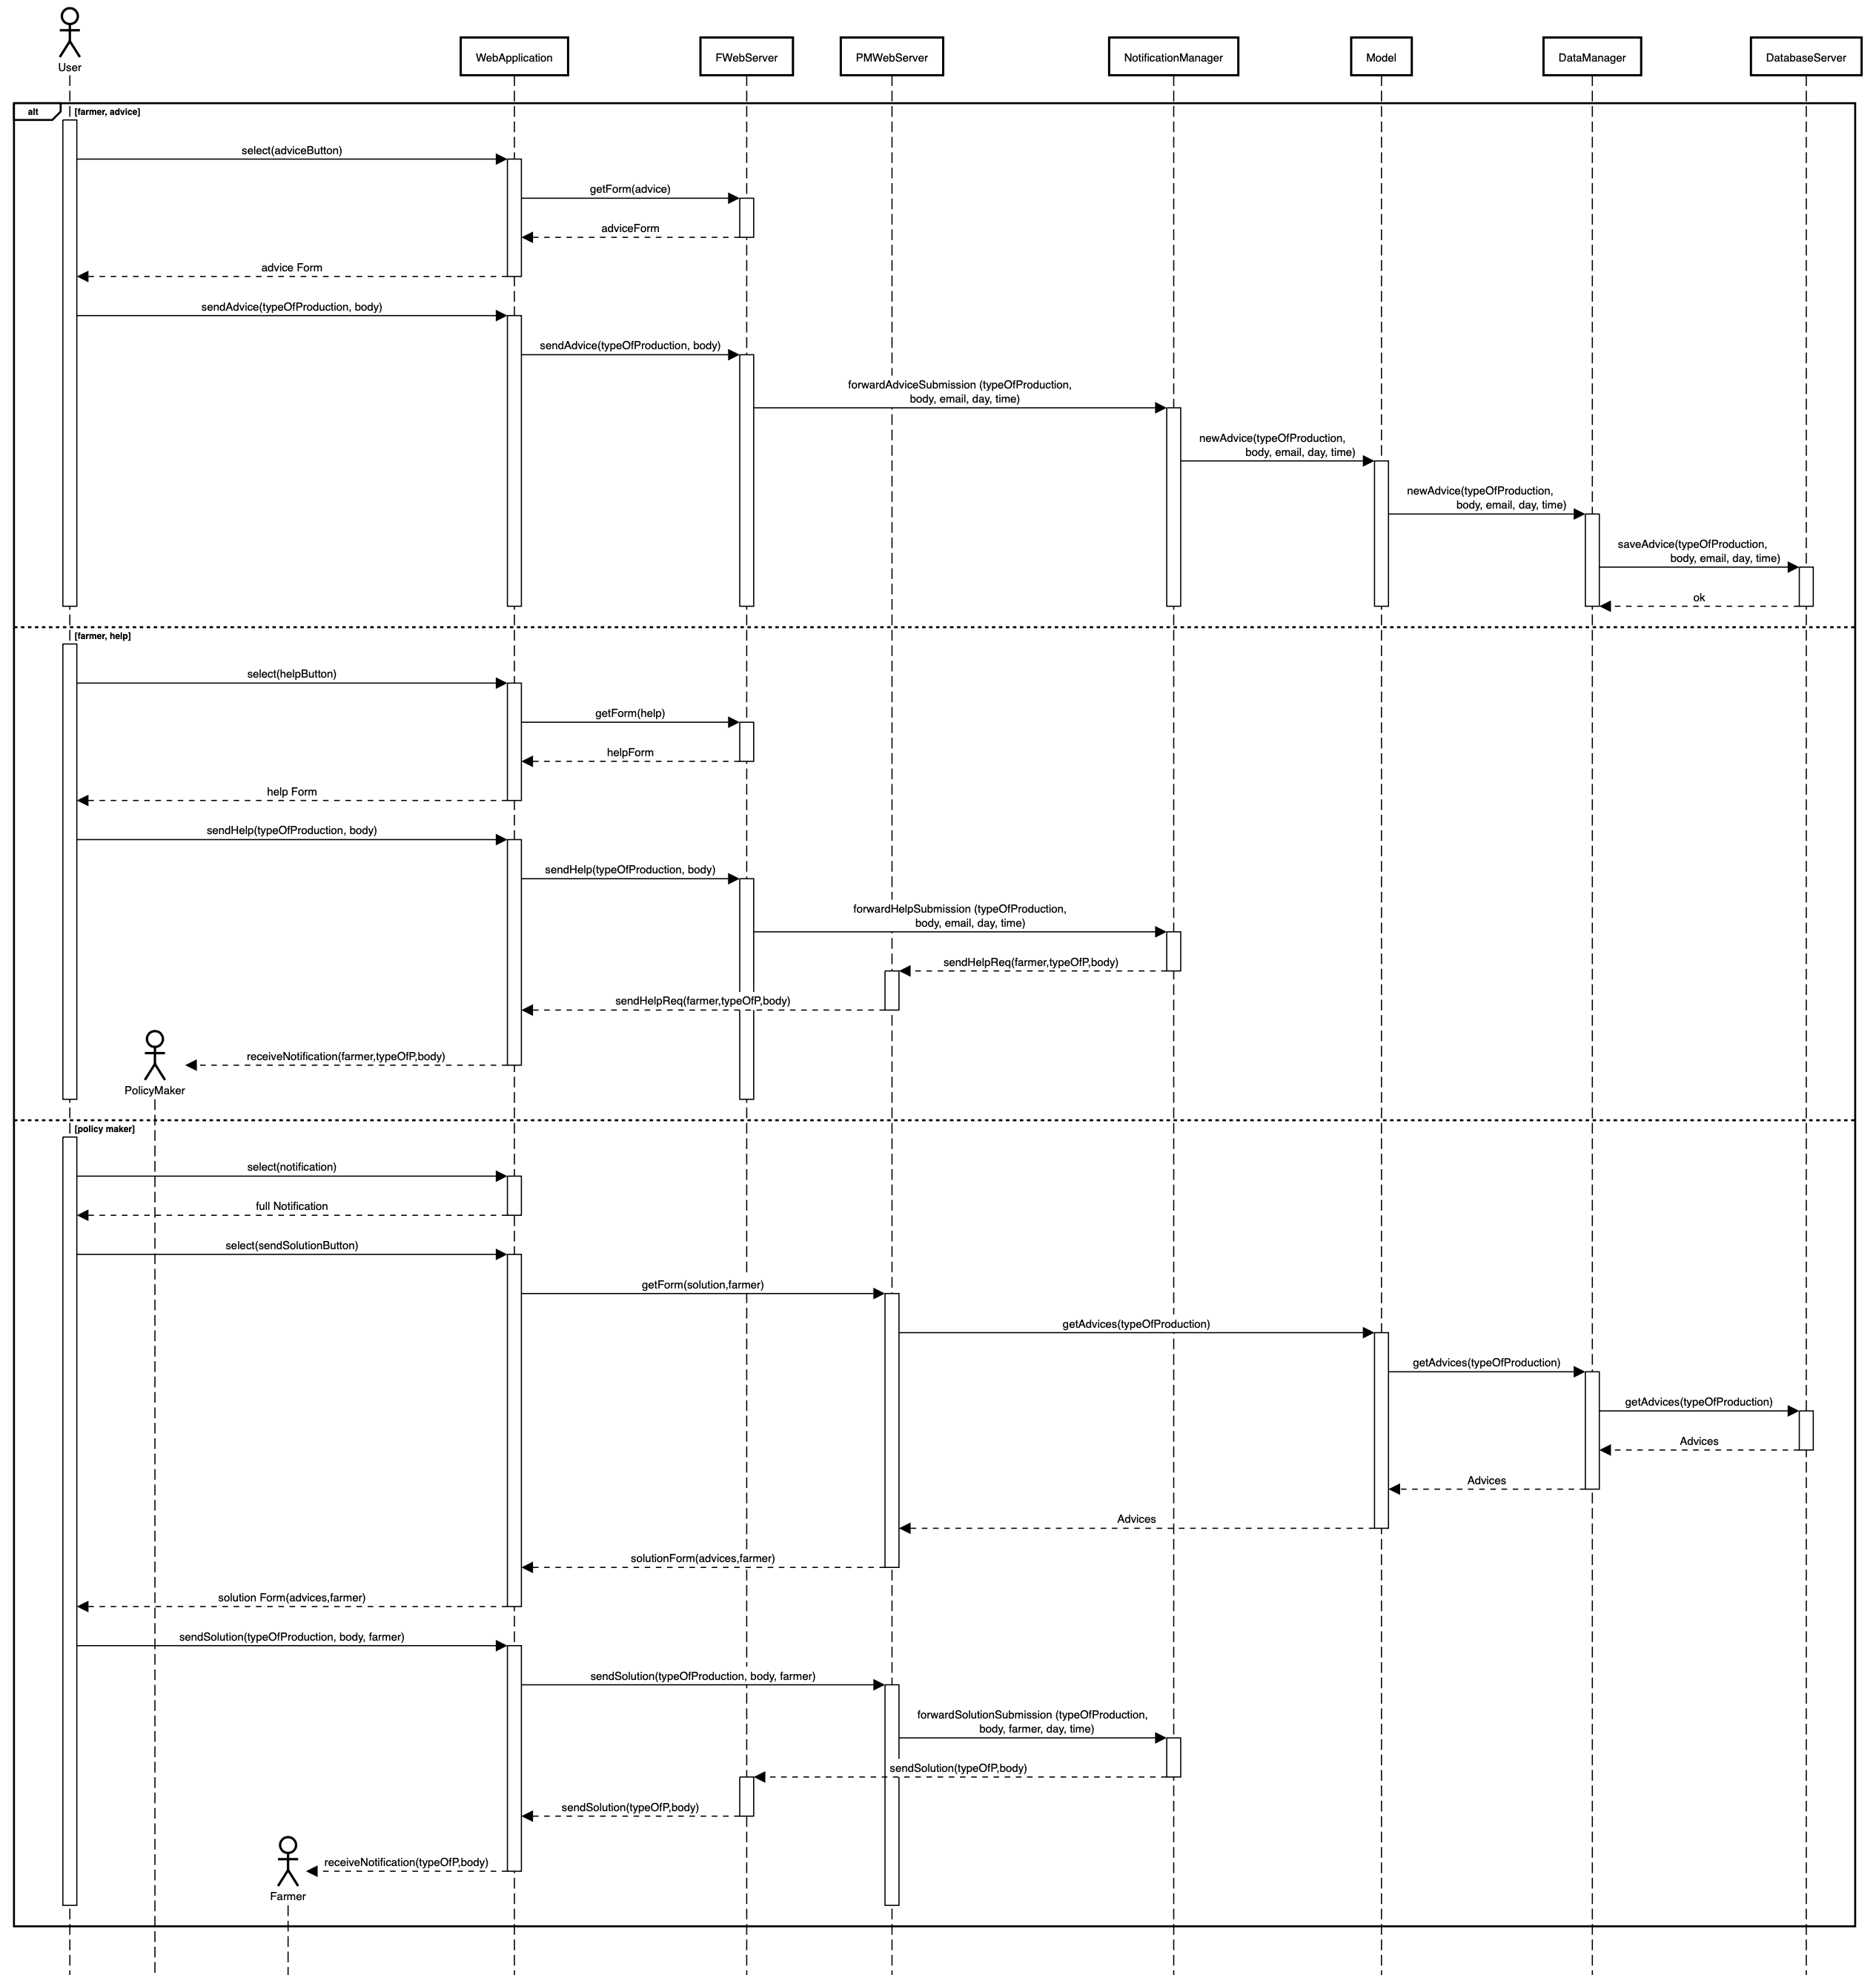 User
WebApplication
FWebServer
PMWebServer
NotificationManager
Model
DataManager
DatabaseServer
alt
[farmer, advice]
select(adviceButton)
getForm(advice)
adviceForm
advice Form
sendAdvice(typeOfProduction, body)
sendAdvice(typeOfProduction, body)
forwardAdviceSubmission (typeOfProduction,
body, email, day, time)
newAdvice(typeOfProduction,
body, email, day, time)
newAdvice(typeOfProduction,
body, email, day, time)
saveAdvice(typeOfProduction,
body, email, day, time)
ok
[farmer, help]
select(helpButton)
getForm(help)
helpForm
help Form
sendHelp(typeOfProduction, body)
sendHelp(typeOfProduction, body)
forwardHelpSubmission (typeOfProduction,
body, email, day, time)
sendHelpReq(farmer,typeOfP,body)
sendHelpReq(farmer,typeOfP,body)
receiveNotification(farmer,typeOfP,body)
PolicyMaker
[policy maker]
select(notification)
full Notification
select(sendSolutionButton)
getForm(solution,farmer)
getAdvices(typeOfProduction)
getAdvices(typeOfProduction)
getAdvices(typeOfProduction)
Advices
Advices
Advices
solutionForm(advices,farmer)
solution Form(advices,farmer)
sendSolution(typeOfProduction, body, farmer)
sendSolution(typeOfProduction, body, farmer)
forwardSolutionSubmission (typeOfProduction,
body, farmer, day, time)
sendSolution(typeOfP,body)
sendSolution(typeOfP,body)
receiveNotification(typeOfP,body)
Farmer